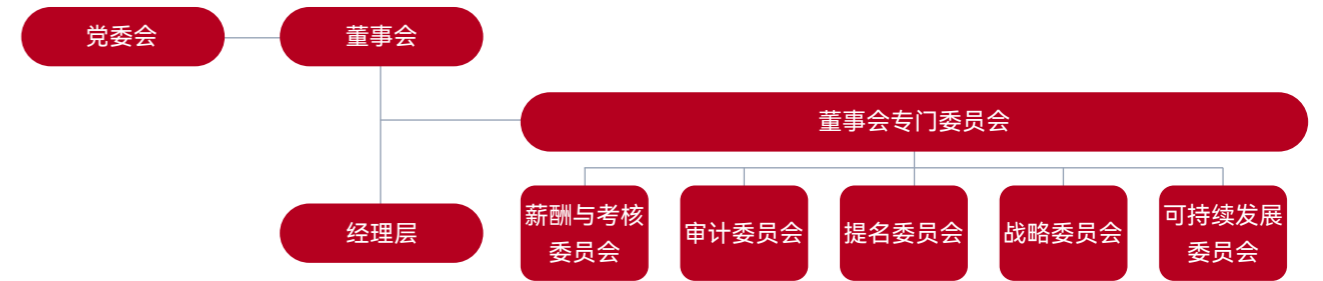 党委会
董事会
董事会专门委员会
经理层
薪酬与考核
委员会
审计委员会
提名委员会
战略委员会
可持续发展
委员会